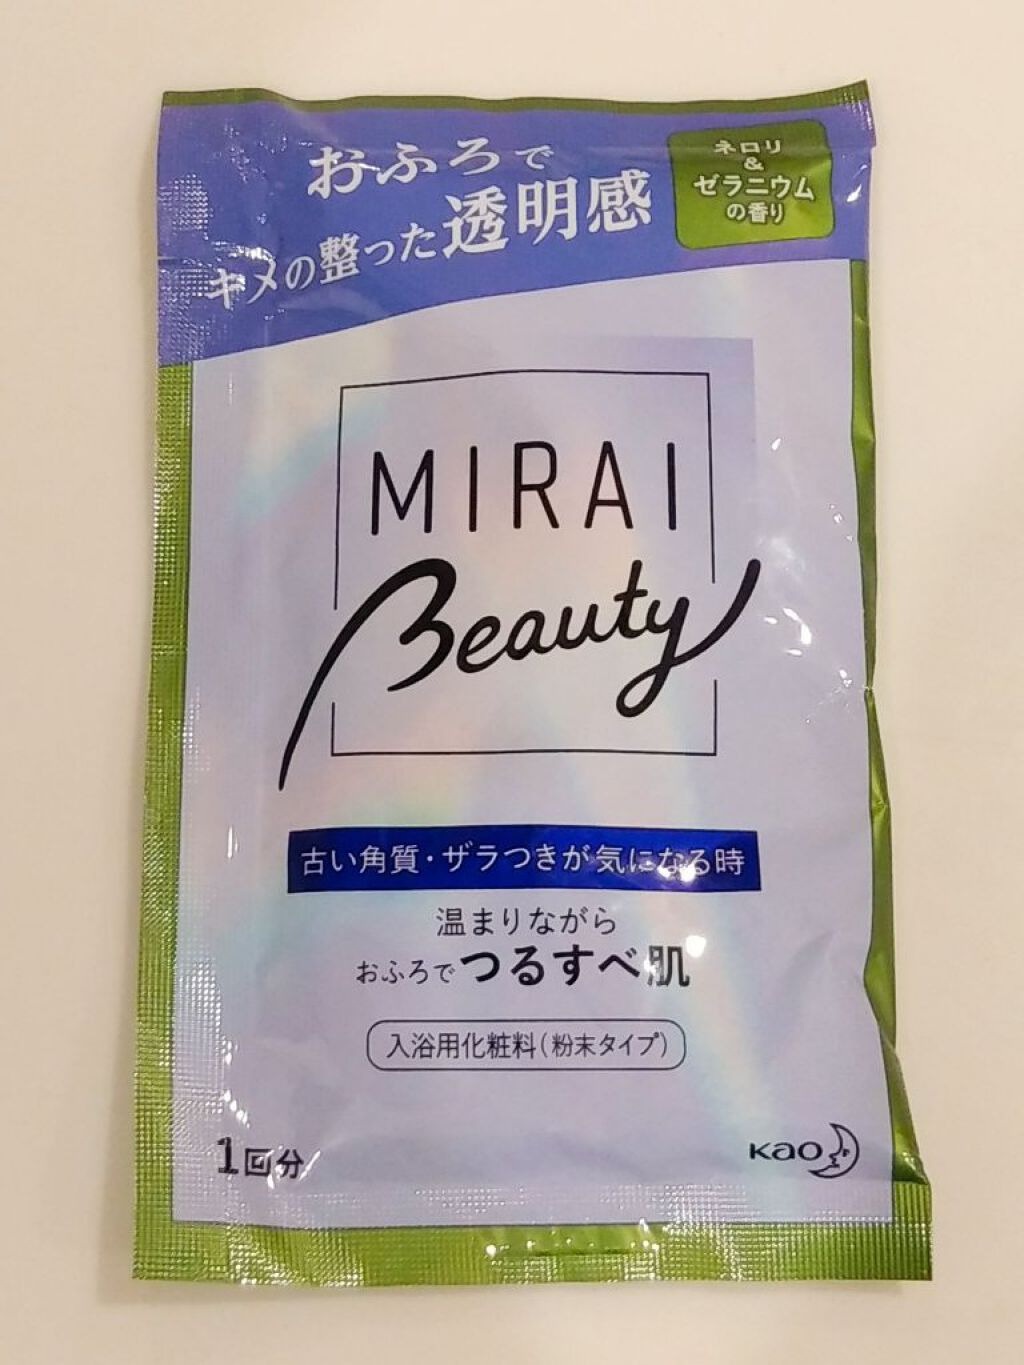 おふろで
キメの整った透明感
ネロリ
&
ゼラニウム
の香り
MIRAI
Beauty
古い角質・ザラつきが気になる時
温まりながら
おふろでつるすべ肌
入浴用化粧料(粉末タイプ)
1回分
Kao